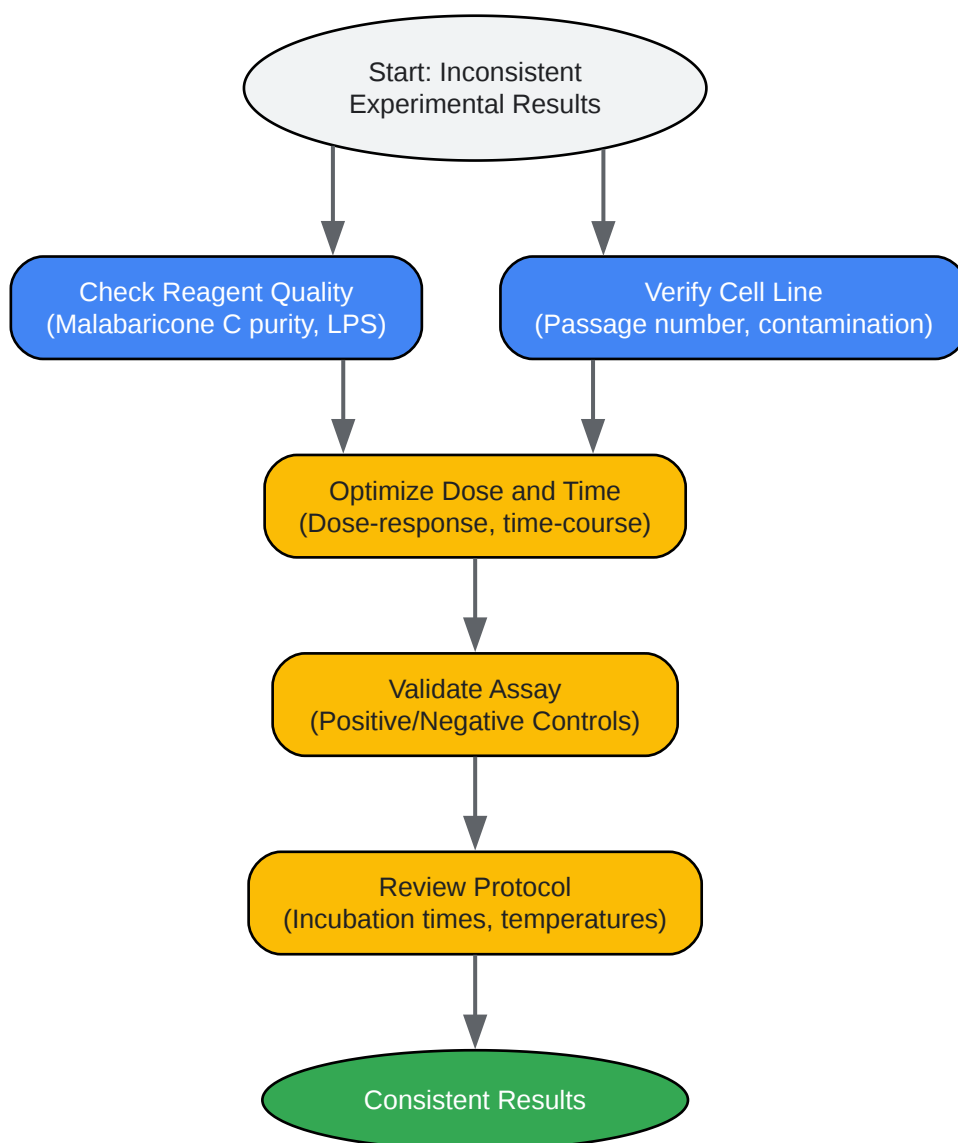 Start: Inconsistent
Experimental Results
Check Reagent Quality
(Malabaricone C purity, LPS)
Verify Cell Line
(Passage number, contamination)
Optimize Dose and Time
(Dose-response, time-course)
Validate Assay
(Positive/Negative Controls)
Review Protocol
(Incubation times, temperatures)
Consistent Results